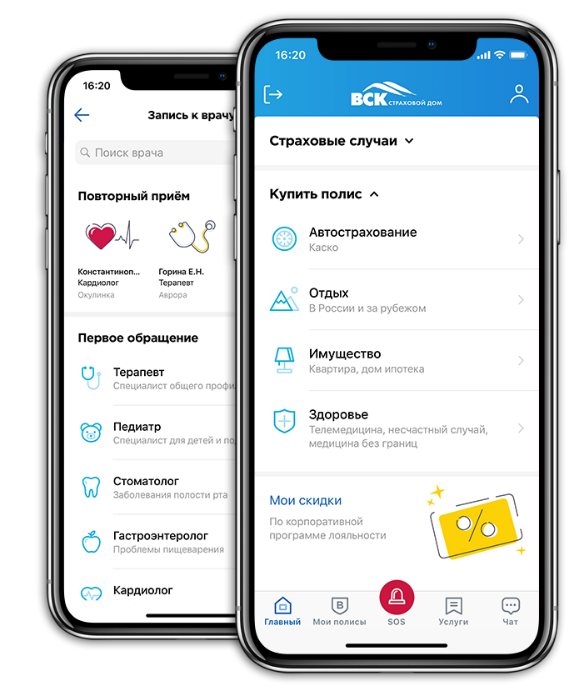 16:20
Запись к врачу
Поиск врача
Повторный приём
Константиноп...
Кардиолог
Окулинка
Горина Е.Н.
Терапевт
Аврора
Первое обращение
Терапевт
Специалист общего профи
Педиатр
Специалист для детей и по
Стоматолог
Заболевания полости рта
Гастроэнтеролог
Проблемы пищеварения
Кардиолог
16:20
ВСК СТРАХОВОЙ ДОМ
Страховые случаи
Купить полис
Автострахование
Каско
Отдых
В России и за рубежом
Имущество
Квартира, дом ипотека
Здоровье
Телемедицина, несчастный случай,
медицина без границ
Мои скидки
По корпоративной
программе лояльности
%
В
Главный Мои полисы SOS Услуги Чат